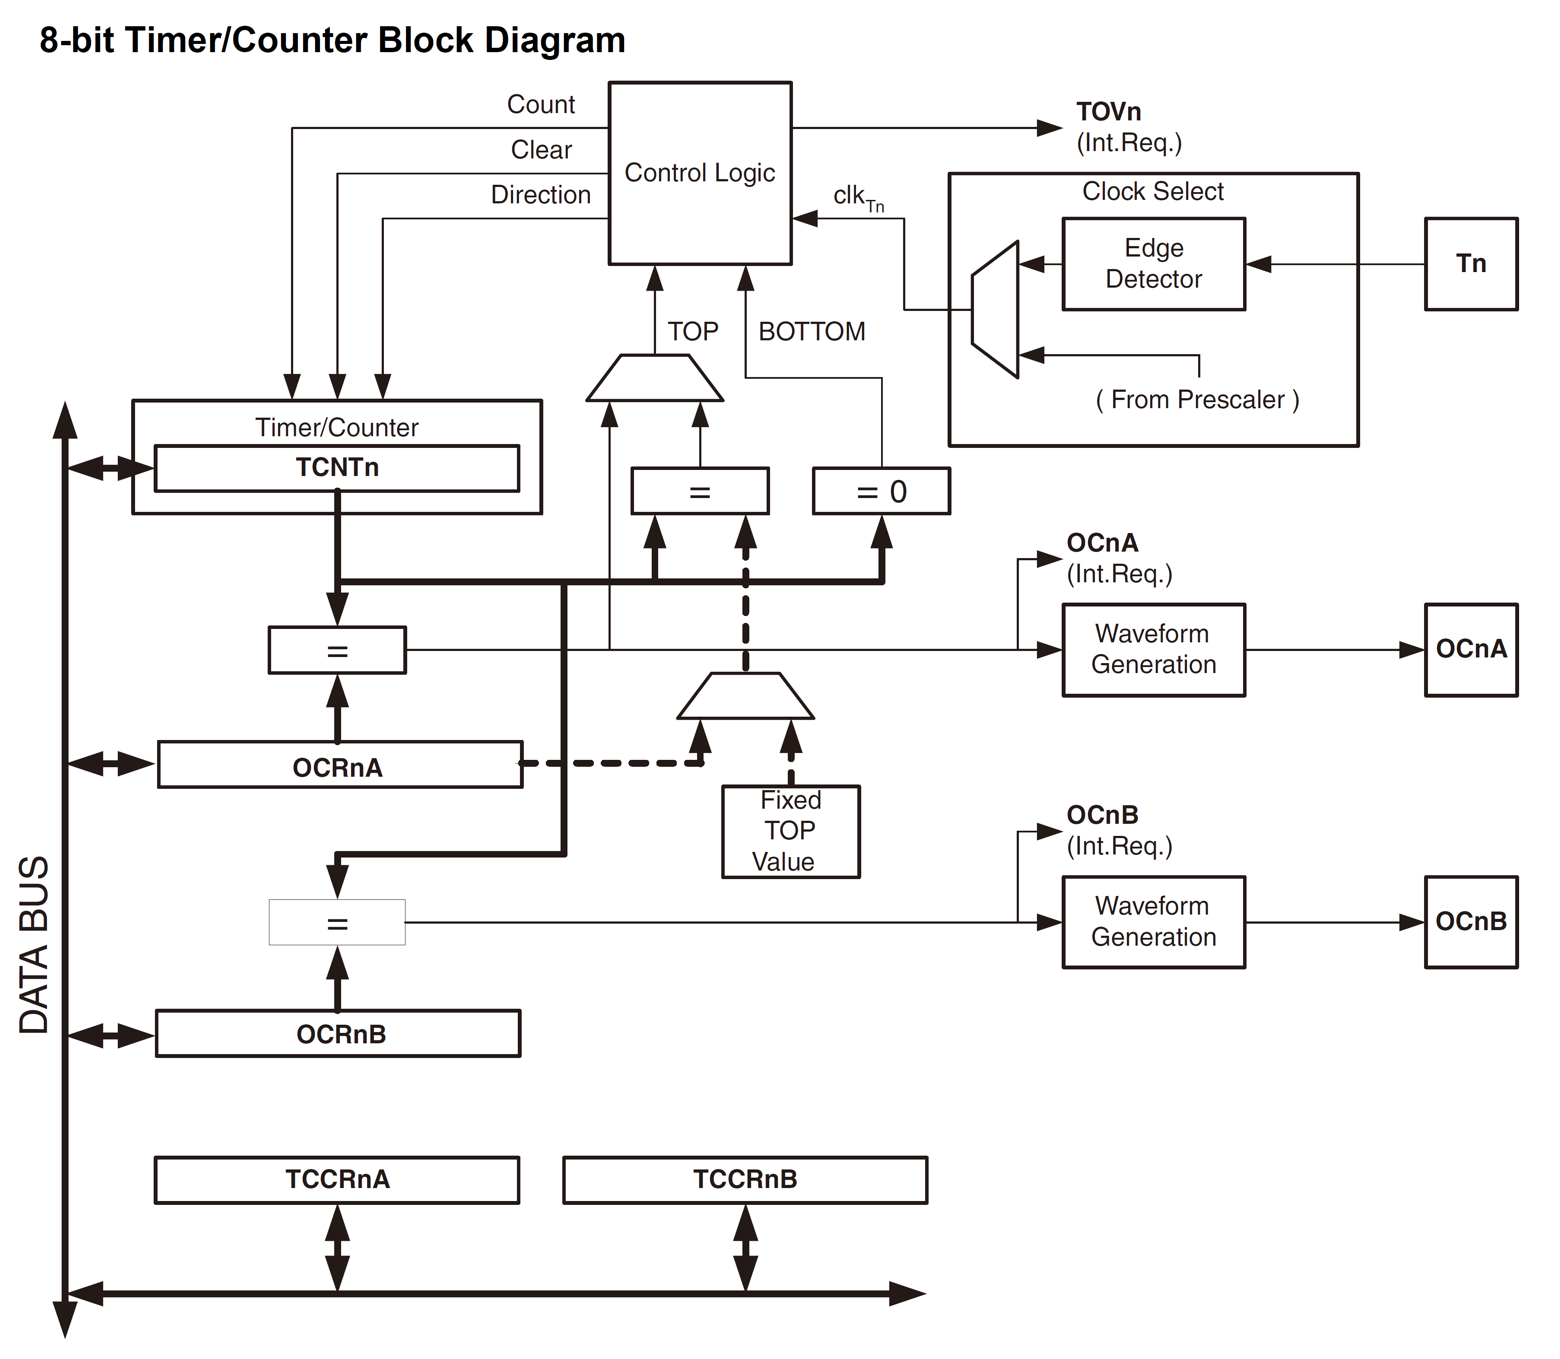 8-bit Timer/Counter Block Diagram
Count
Clear
Direction
Control Logic
TOVn
(Int.Req.)
clkTn
Clock Select
Edge
Detector
Tn
TOP
BOTTOM
( From Prescaler )
Timer/Counter
TCNTn
=
= 0
OCnA
(Int.Req.)
=
Waveform
Generation
OCnA
OCRnA
Fixed
TOP
Value
OCnB
(Int.Req.)
=
Waveform
Generation
OCnB
DATA BUS
OCRnB
TCCRnA
TCCRnB